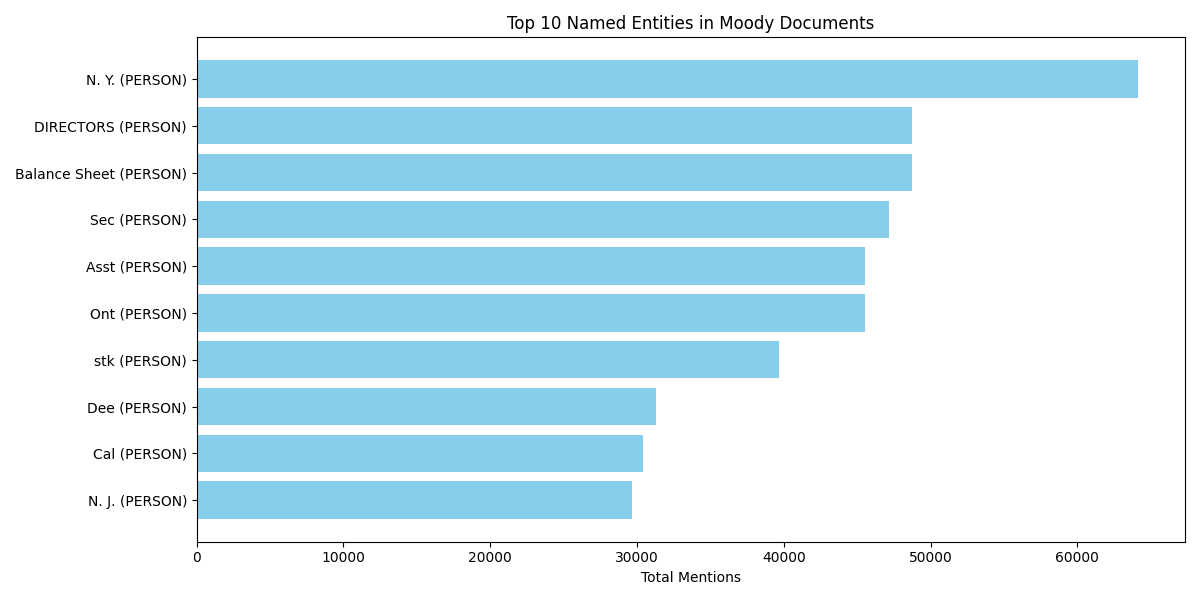 Top 10 Named Entities in Moody Documents
N. Y. (PERSON)
DIRECTORS (PERSON)
Balance Sheet (PERSON)
Sec (PERSON)
Asst (PERSON)
Ont (PERSON)
stk (PERSON)
Dee (PERSON)
Cal (PERSON)
N. J. (PERSON)
0 10000 20000 30000 40000 50000 60000
Total Mentions